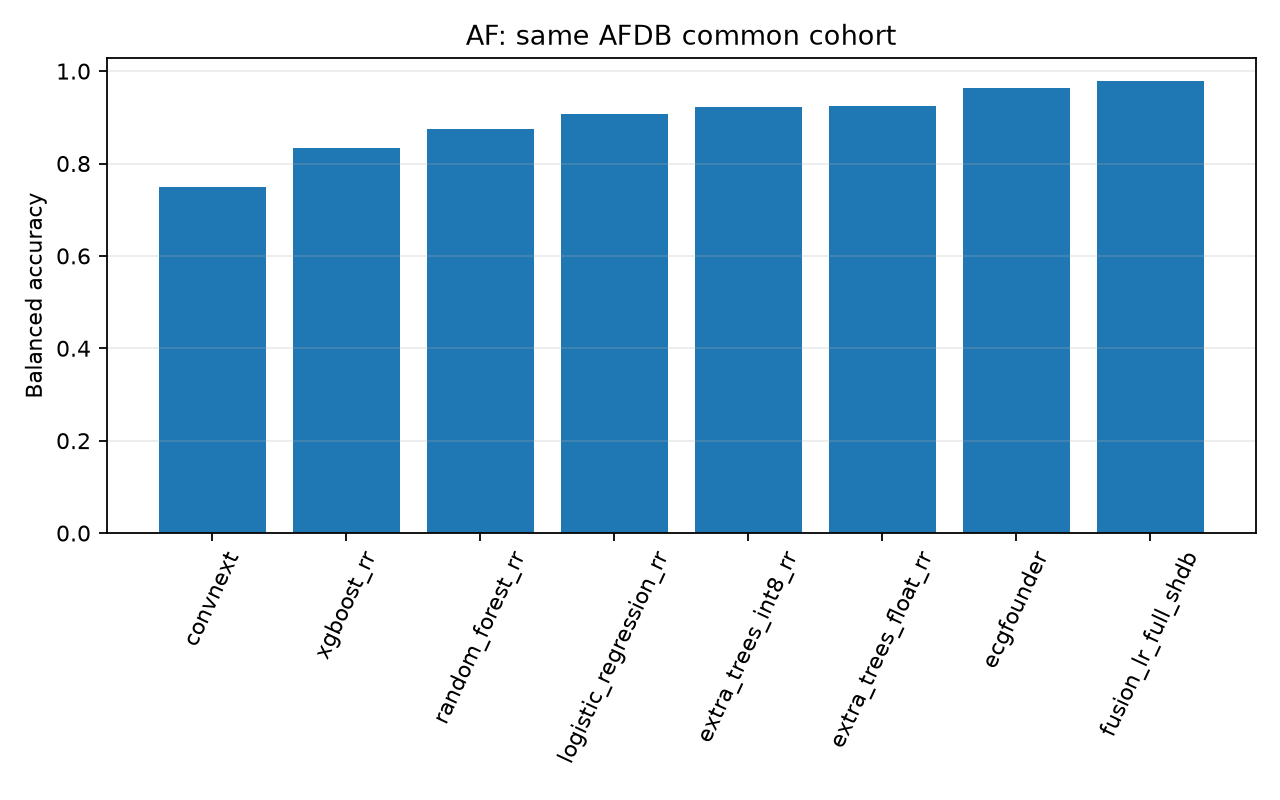 AF: same AFDB common cohort
Balanced accuracy
1.0
0.8
0.6
0.4
0.2
0.0
convnext
xgboost_rr
random_forest_rr
logistic_regression_rr
extra_trees_int8_rr
extra_trees_float_rr
ecgfounder
fusion_lr_full_shdb